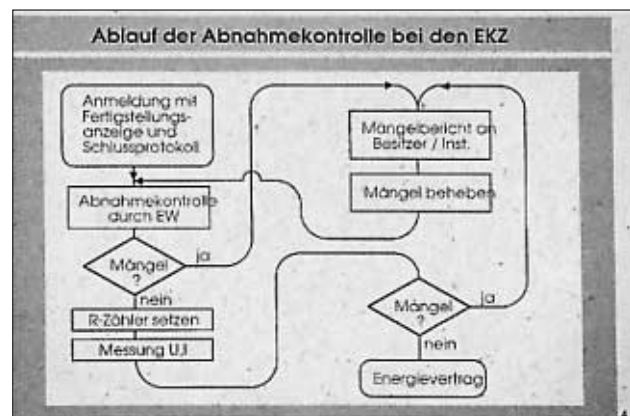 Ablauf der Abnahmekontrolle bei den EKZ
Anmeldung mit
Fertigstellungs-
anzeige und
Schlussprotokoll
Abnahmekontrolle
durch EW
Mängel
?
ja
nein
R-Zähler setzen
Messung U,I
Mängelbericht an
Besitzer / Inst.
Mängel beheben
Mängel
?
ja
nein
Energievertrag